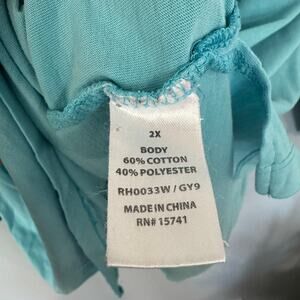 2X
BODY
60% COTTON
40% POLYESTER
RH0033W / GY9
MADE IN CHINA
RN# 15741